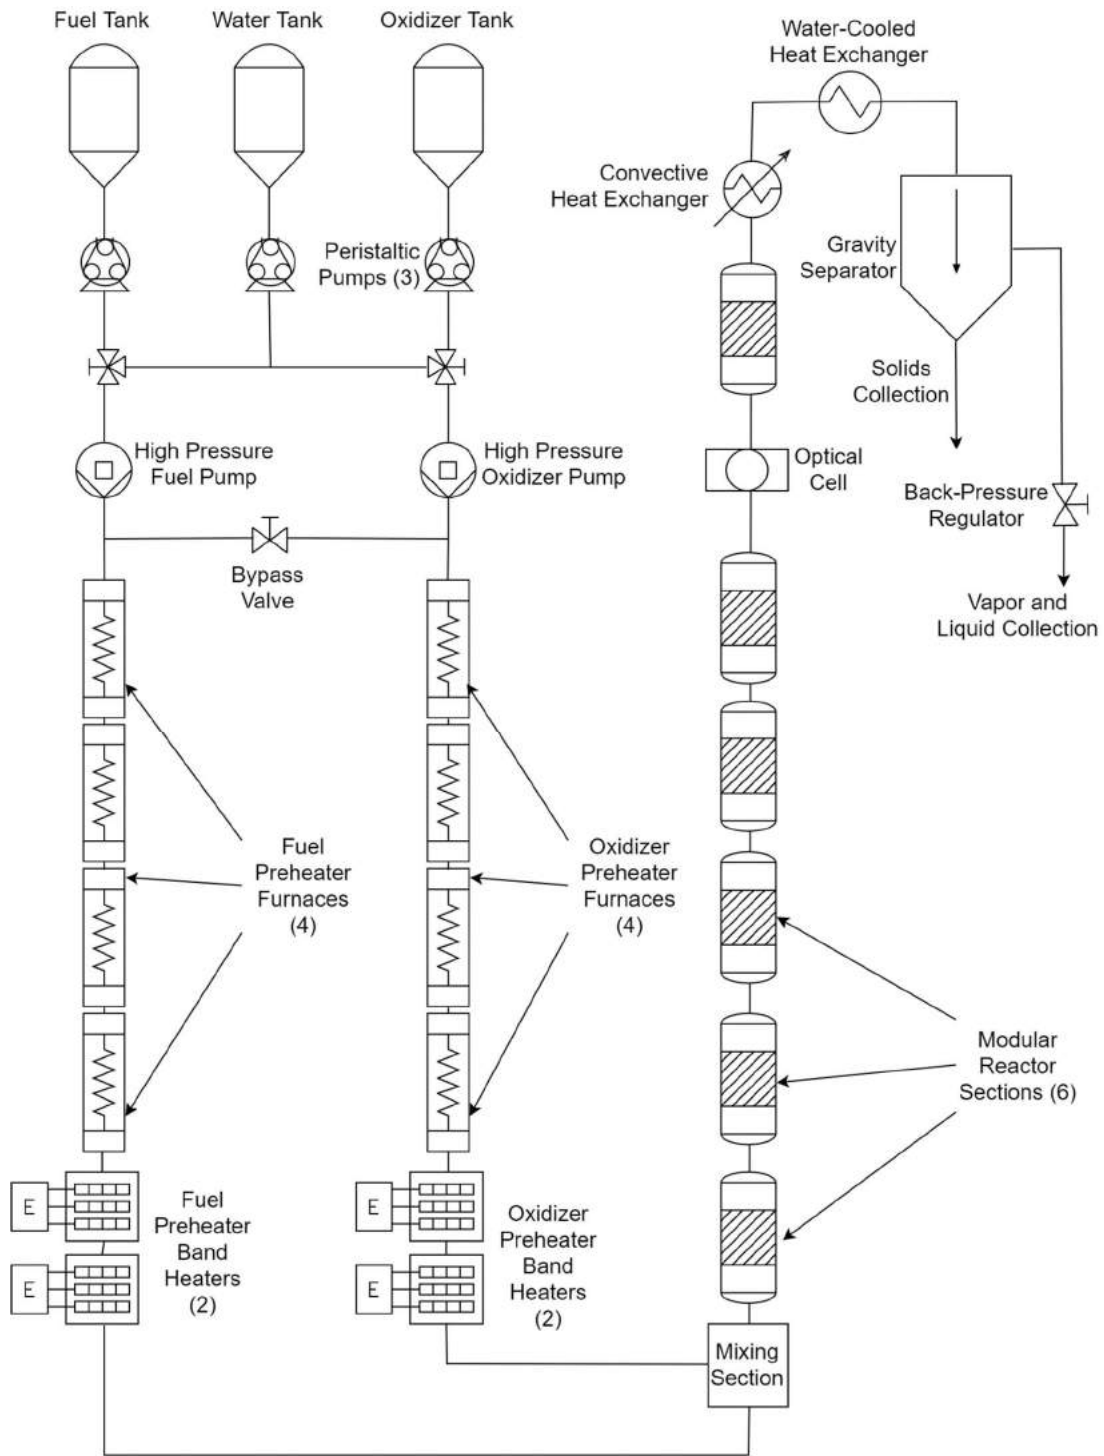 Fuel Tank
Water Tank
Oxidizer Tank
Water-Cooled
Heat Exchanger
Convective
Heat Exchanger
Peristaltic
Pumps (3)
Gravity
Separator
Solids
Collection
High Pressure
Fuel Pump
High Pressure
Oxidizer Pump
Optical
Cell
Back-Pressure
Regulator
Bypass
Valve
Vapor and
Liquid Collection
Fuel
Preheater
Furnaces
(4)
Oxidizer
Preheater
Furnaces
(4)
Modular
Reactor
Sections (6)
E
E
Fuel
Preheater
Band
Heaters
(2)
E
E
Oxidizer
Preheater
Band
Heaters
(2)
Mixing
Section